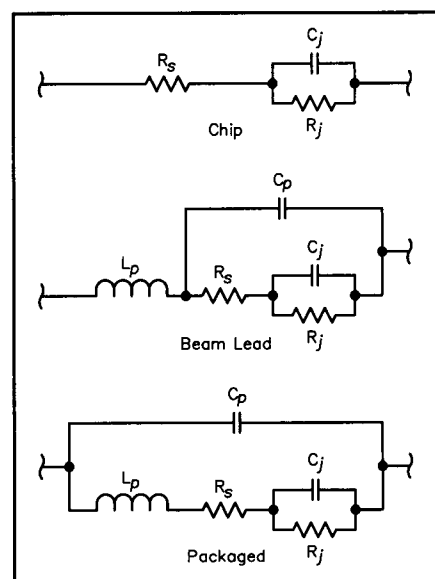 Rs
Cj
Rj
Chip
Cp
Lp
Rs
Cj
Rj
Beam Lead
Cp
Lp
Rs
Cj
Rj
Packaged